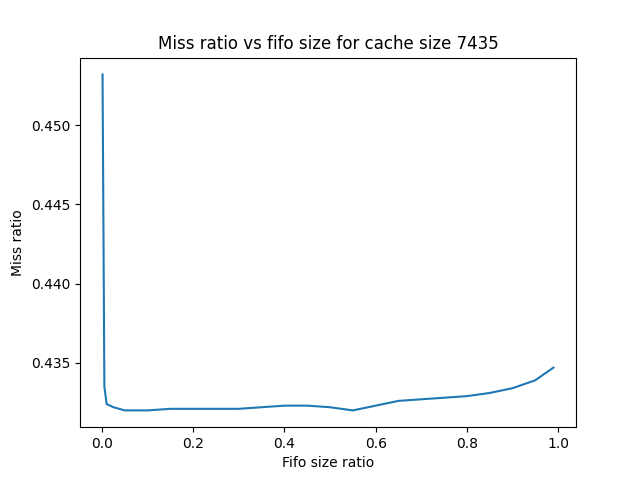 Miss ratio vs fifo size for cache size 7435
0.450
0.445
0.440
0.435
Miss ratio
0.0 0.2 0.4 0.6 0.8 1.0
Fifo size ratio